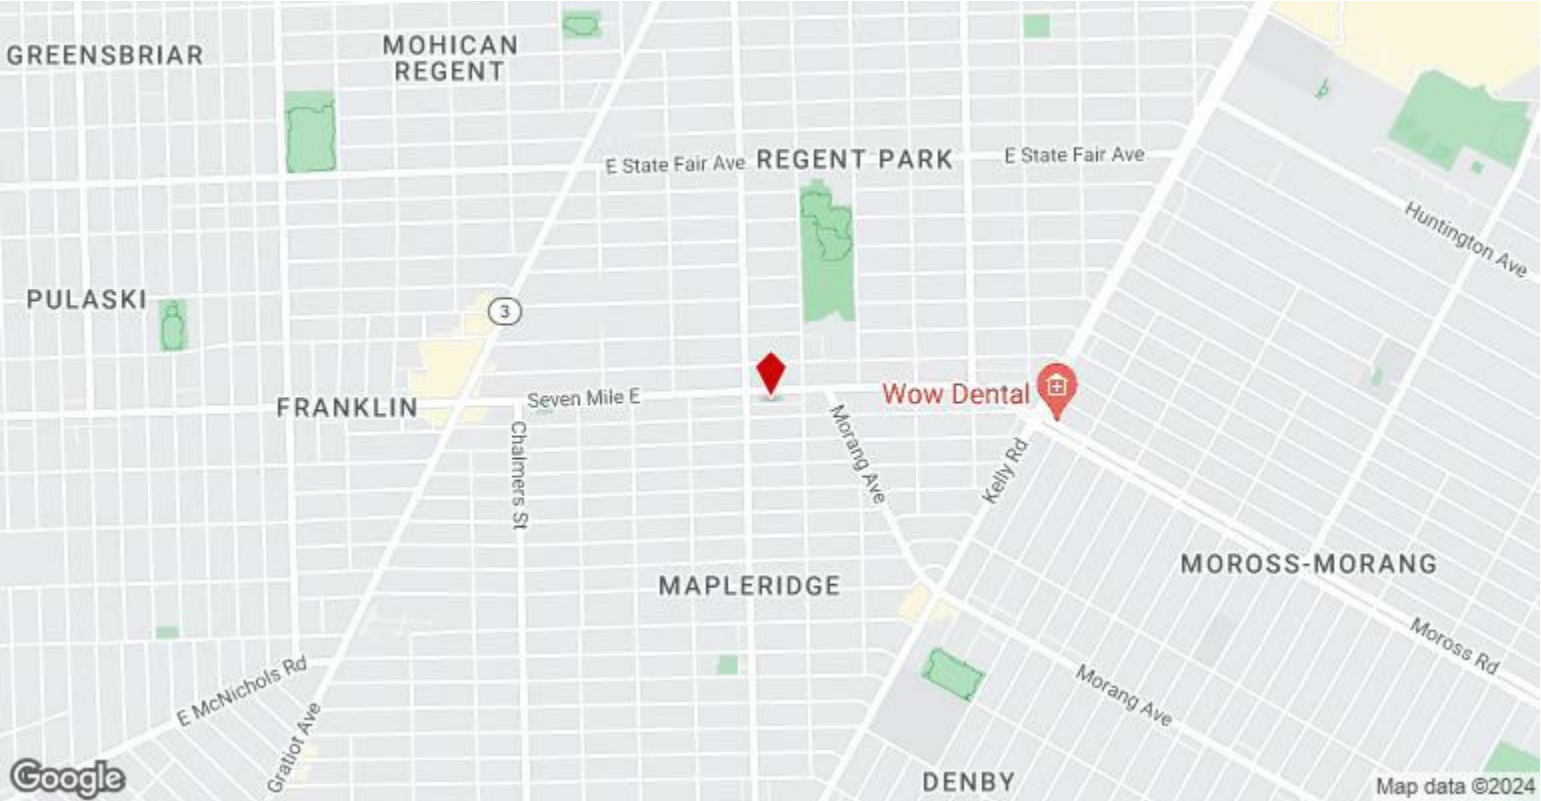 GREENSBRIAR
MOHICAN
REGENT
E State Fair Ave
REGENT PARK
E State Fair Ave
Huntington Ave
PULASKI
3
FRANKLIN
Seven Mile E
Wow Dental
Chalmers St
Morang Ave
Kelly Rd
MAPLERIDGE
MOROSS-MORANG
Moross Rd
E McNichols Rd
Morang Ave
Gratiot Ave
Google
DENBY
Map data ©2024